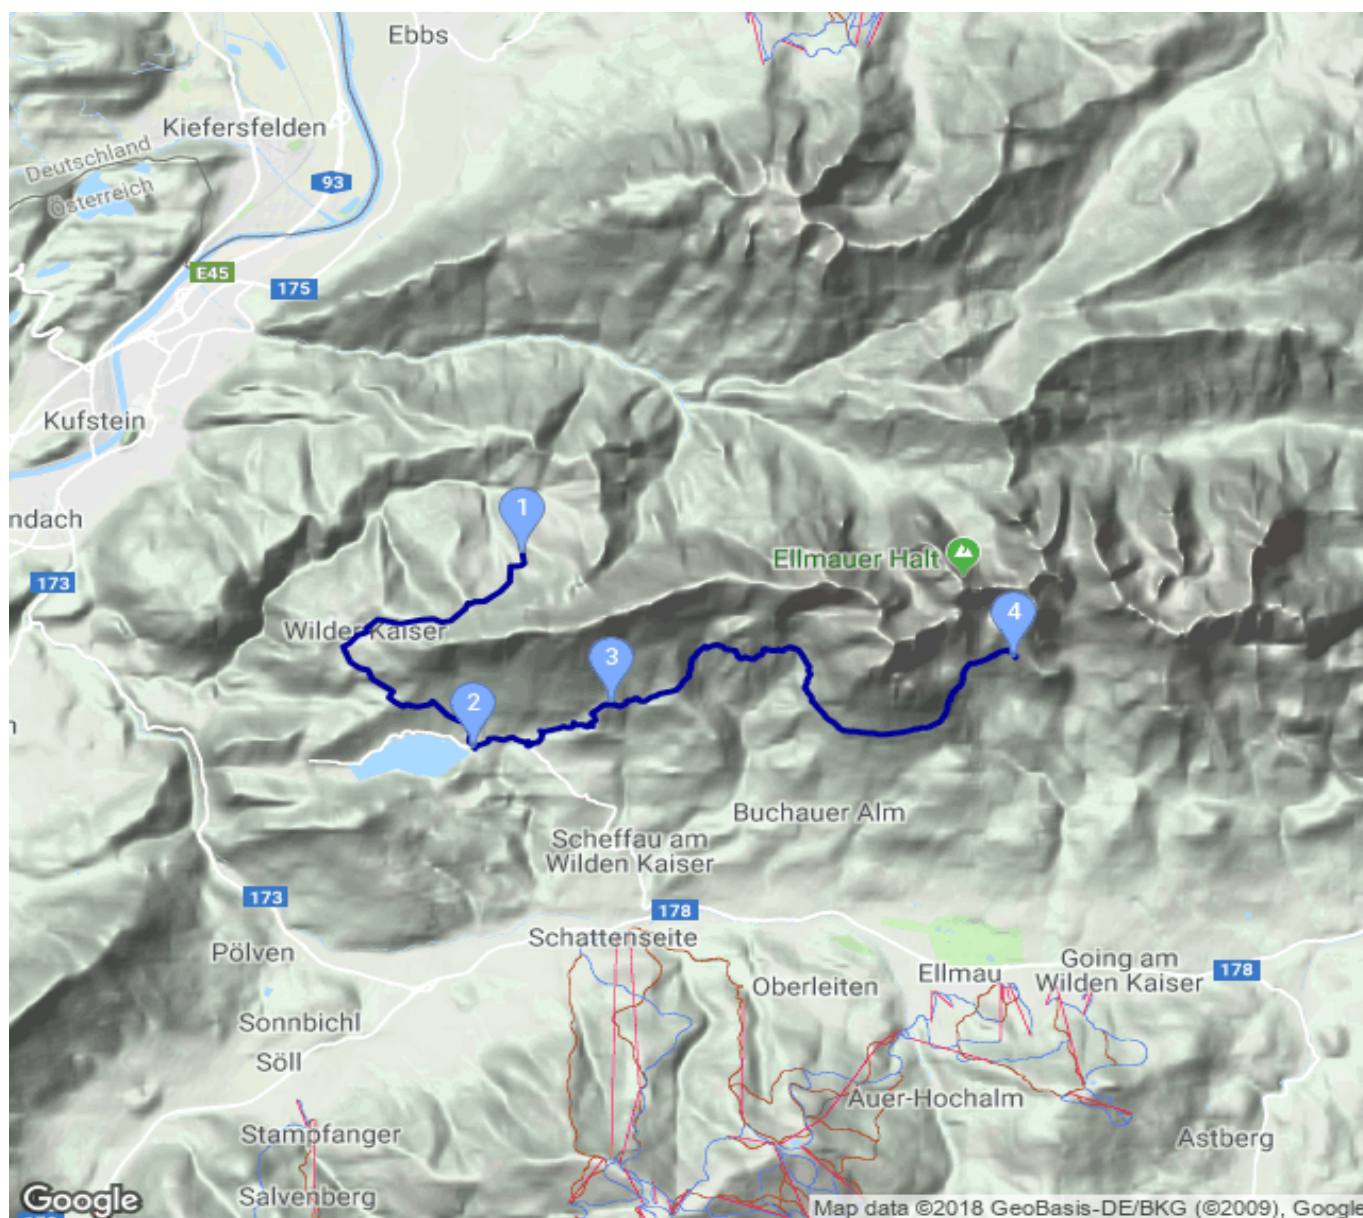 Ebbs
Kiefersfelden
Deutschland
Österreich
93
E45
175
Kufstein
ndach
1
173
Ellmauer Halt
4
Wilder Kaiser
3
2
n
Buchauer Alm
Scheffau am
Wilden Kaiser
173
178
Schattenseite
Pölven
Going am
Wilden Kaiser
178
Ellmau
Oberleiten
Sonnbichl
Söll
Auer-Hochalm
Stampfanger
Astberg
Salvenberg
Google
Map data ©2018 GeoBasis-DE/BKG (©2009), Google